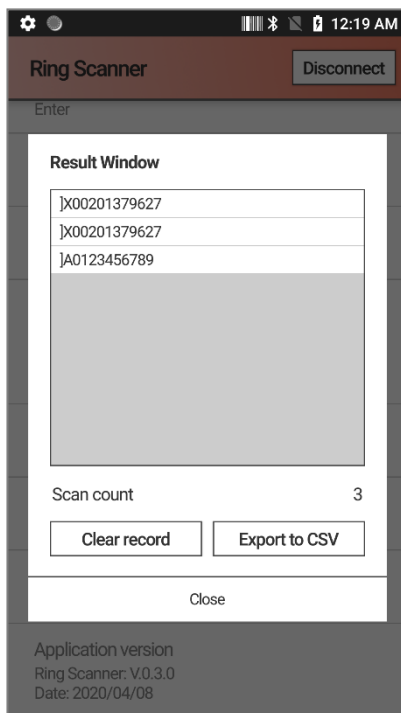 12:19 AM
Ring Scanner
Disconnect
Enter
Result Window
]X00201379627
]X00201379627
]A0123456789
Scan count 3
Clear record
Export to CSV
Close
Application version
Ring Scanner: V.0.3.0
Date: 2020/04/08